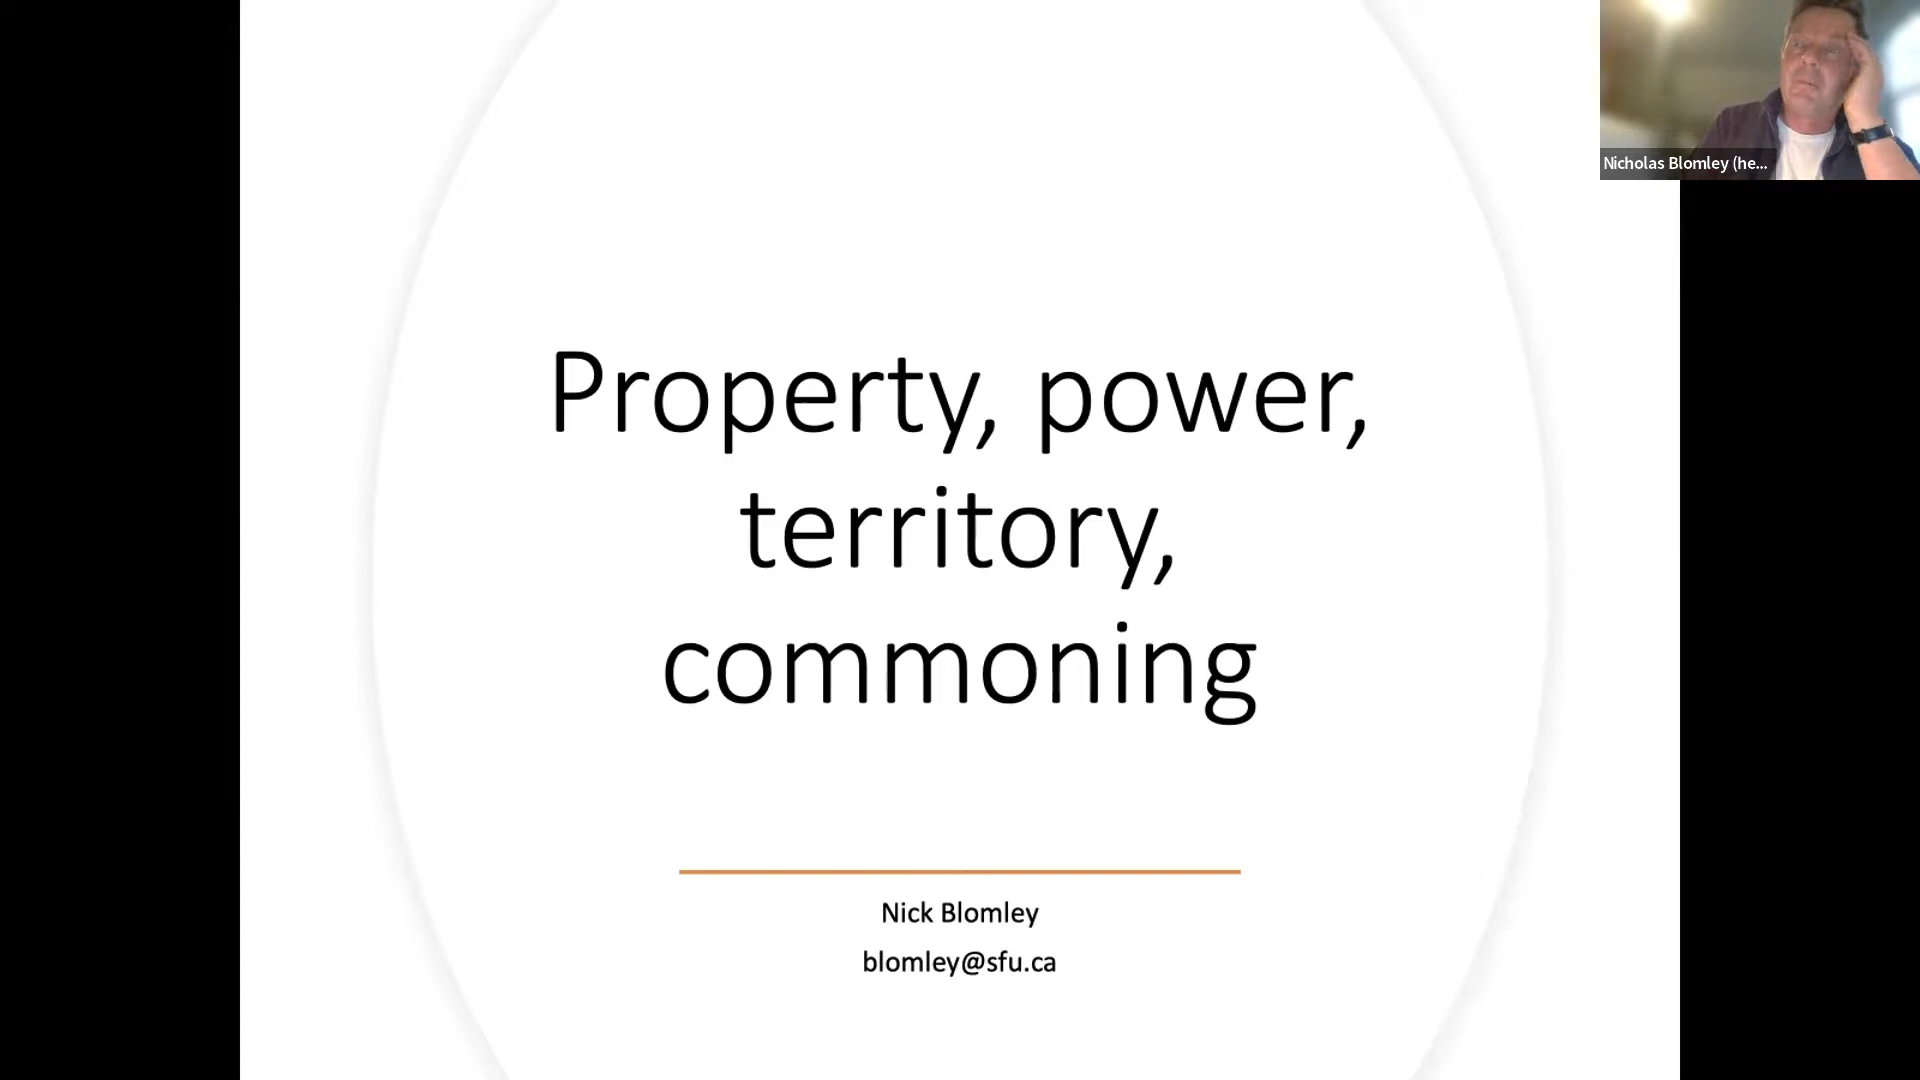 Nicholas Blomley (he...
Property, power,
territory,
commoning
Nick Blomley
blomley@sfu.ca